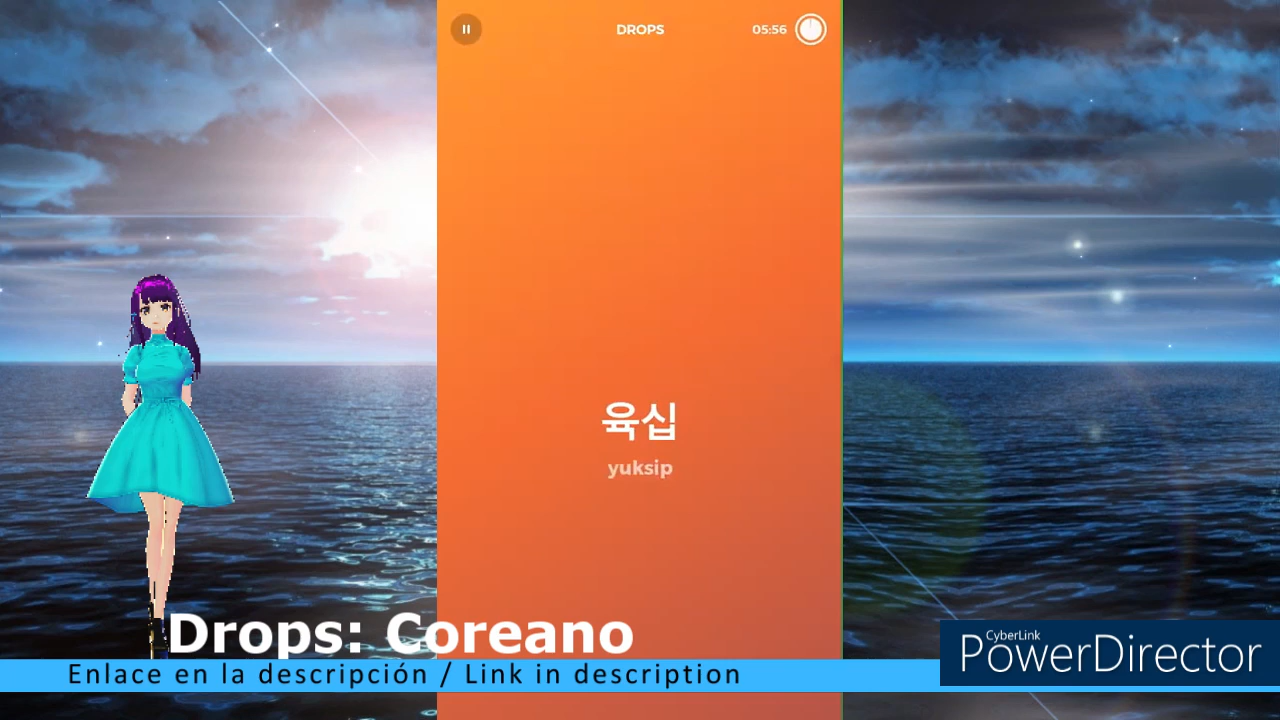 DROPS
05:56
육십
yuksip
Drops: Coreano
Enlace en la descripción / Link in description
CyberLink
PowerDirector